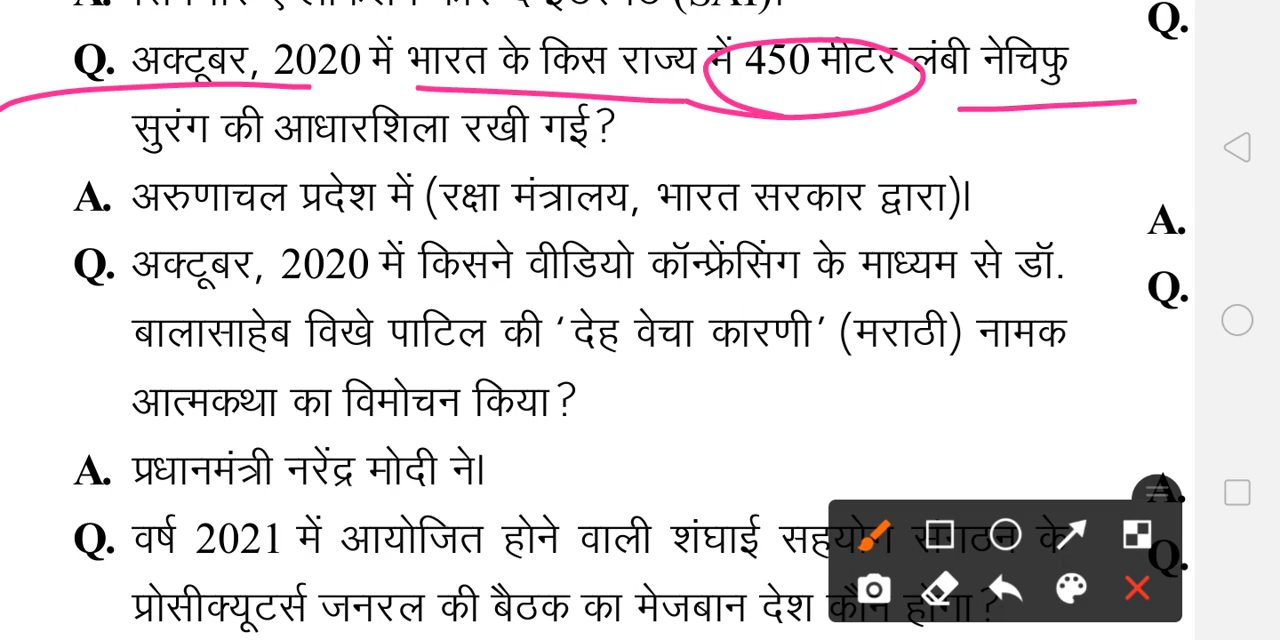 Q. अक्टूबर, 2020 में भारत के किस राज्य में 450 मीटर लंबी नेचिफु
सुरंग की आधारशिला रखी गई?
A. अरुणाचल प्रदेश में (रक्षा मंत्रालय, भारत सरकार द्वारा)।
Q. अक्टूबर, 2020 में किसने वीडियो कॉन्फ्रेंसिंग के माध्यम से डॉ.
बालासाहेब विखे पाटिल की ‘देह वेचा कारणी’ (मराठी) नामक
आत्मकथा का विमोचन किया?
A. प्रधानमंत्री नरेंद्र मोदी ने।
Q. वर्ष 2021 में आयोजित होने वाली शंघाई सहयोग संगठन के
प्रोसीक्यूटर्स जनरल की बैठक का मेजबान देश कौन होगा?
Q.
A.
Q.
A.
Q.